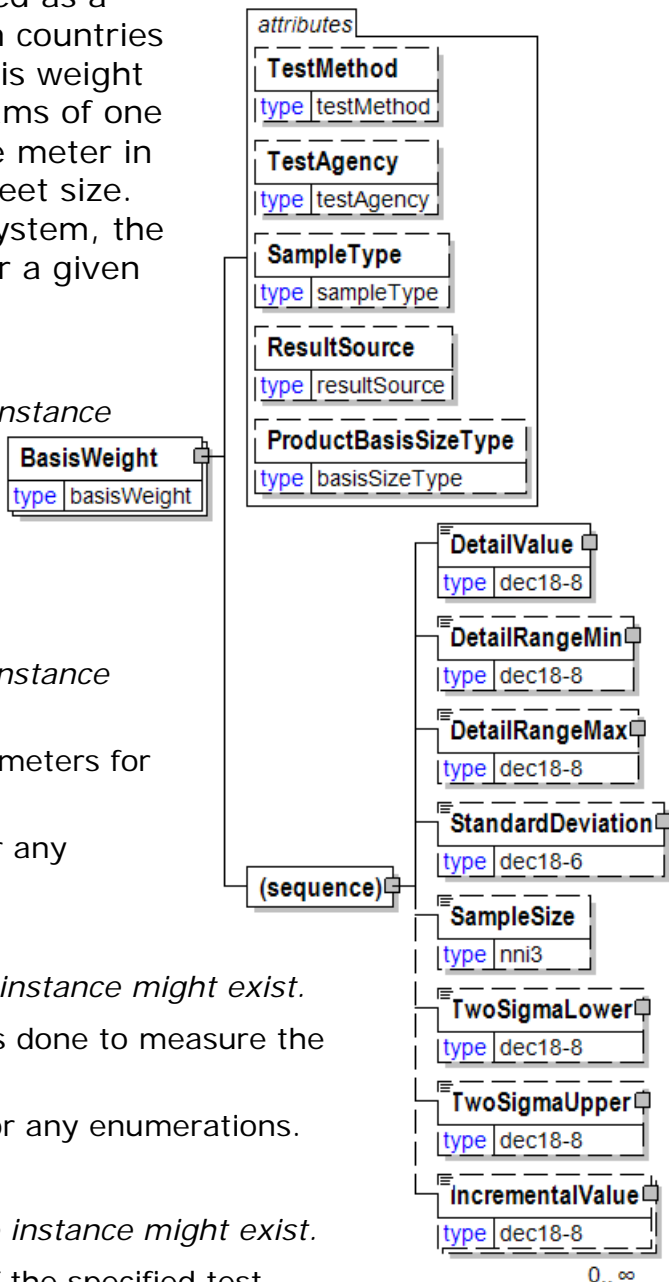 ed as a
countries
is weight
ms of one
meter in
eet size.
ystem, the
r a given
nstance
BasisWeight
type basisWeight
nstance
meters for
r any
instance might exist.
s done to measure the
or any enumerations.
instance might exist.
the specified test
attributes
TestMethod
type testMethod
TestAgency
type testAgency
SampleType
type sampleType
ResultSource
type resultSource
ProductBasisSizeType
type basisSizeType
(sequence)
DetailValue
type dec18-8
DetailRangeMin
type dec18-8
DetailRangeMax
type dec18-8
StandardDeviation
type dec18-6
SampleSize
type nni3
TwoSigmaLower
type dec18-8
TwoSigmaUpper
type dec18-8
IncrementalValue
type dec18-8
0..∞